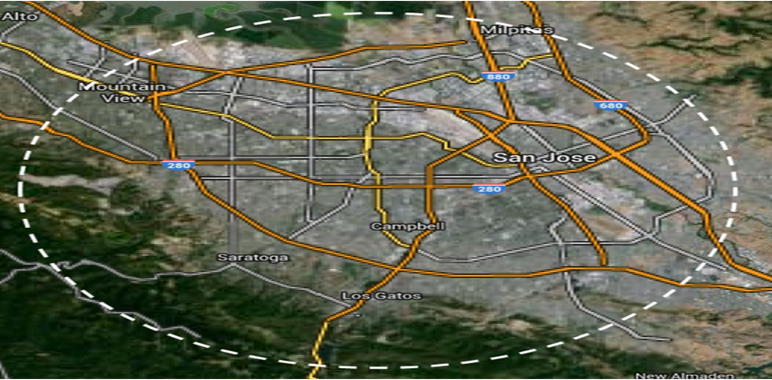 Alto
Milpitas
880
Mountain
View
680
San Jose
280
280
Campbell
Saratoga
Los Gatos
New Almaden